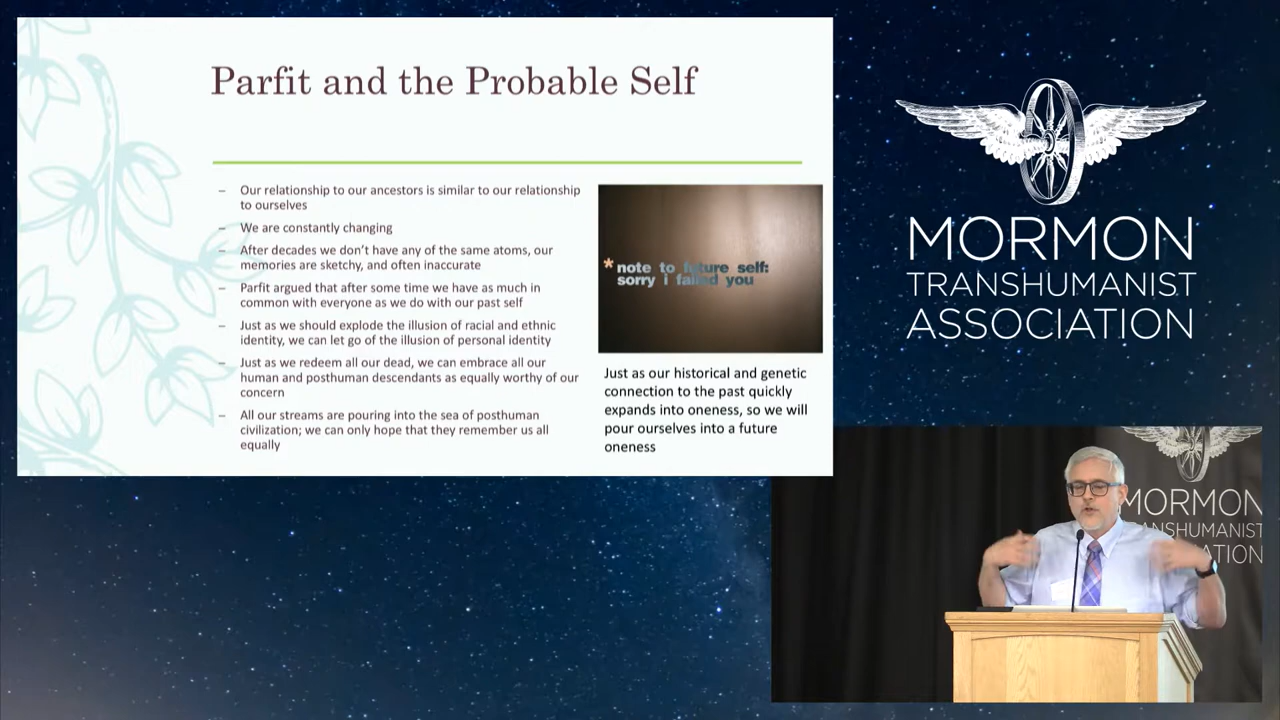 Parfit and the Probable Self
– Our relationship to our ancestors is similar to our relationship
to ourselves
– We are constantly changing
– After decades we don't have any of the same atoms, our
memories are sketchy, and often inaccurate
– Parfit argued that after some time we have as much in
common with everyone as we do with our past self
– Just as we should explode the illusion of racial and ethnic
identity, we can let go of the illusion of personal identity
– Just as we redeem all our dead, we can embrace all our
human and posthuman descendants as equally worthy of our
concern
– All our streams are pouring into the sea of posthuman
civilization; we can only hope that they remember us all
equally
*note to future self:
sorry i failed you
Just as our historical and genetic
connection to the past quickly
expands into oneness, so we will
pour ourselves into a future
oneness
MORMON
TRANSHUMANIST
ASSOCIATION
MORMON
ANSHUMANIST
ATION